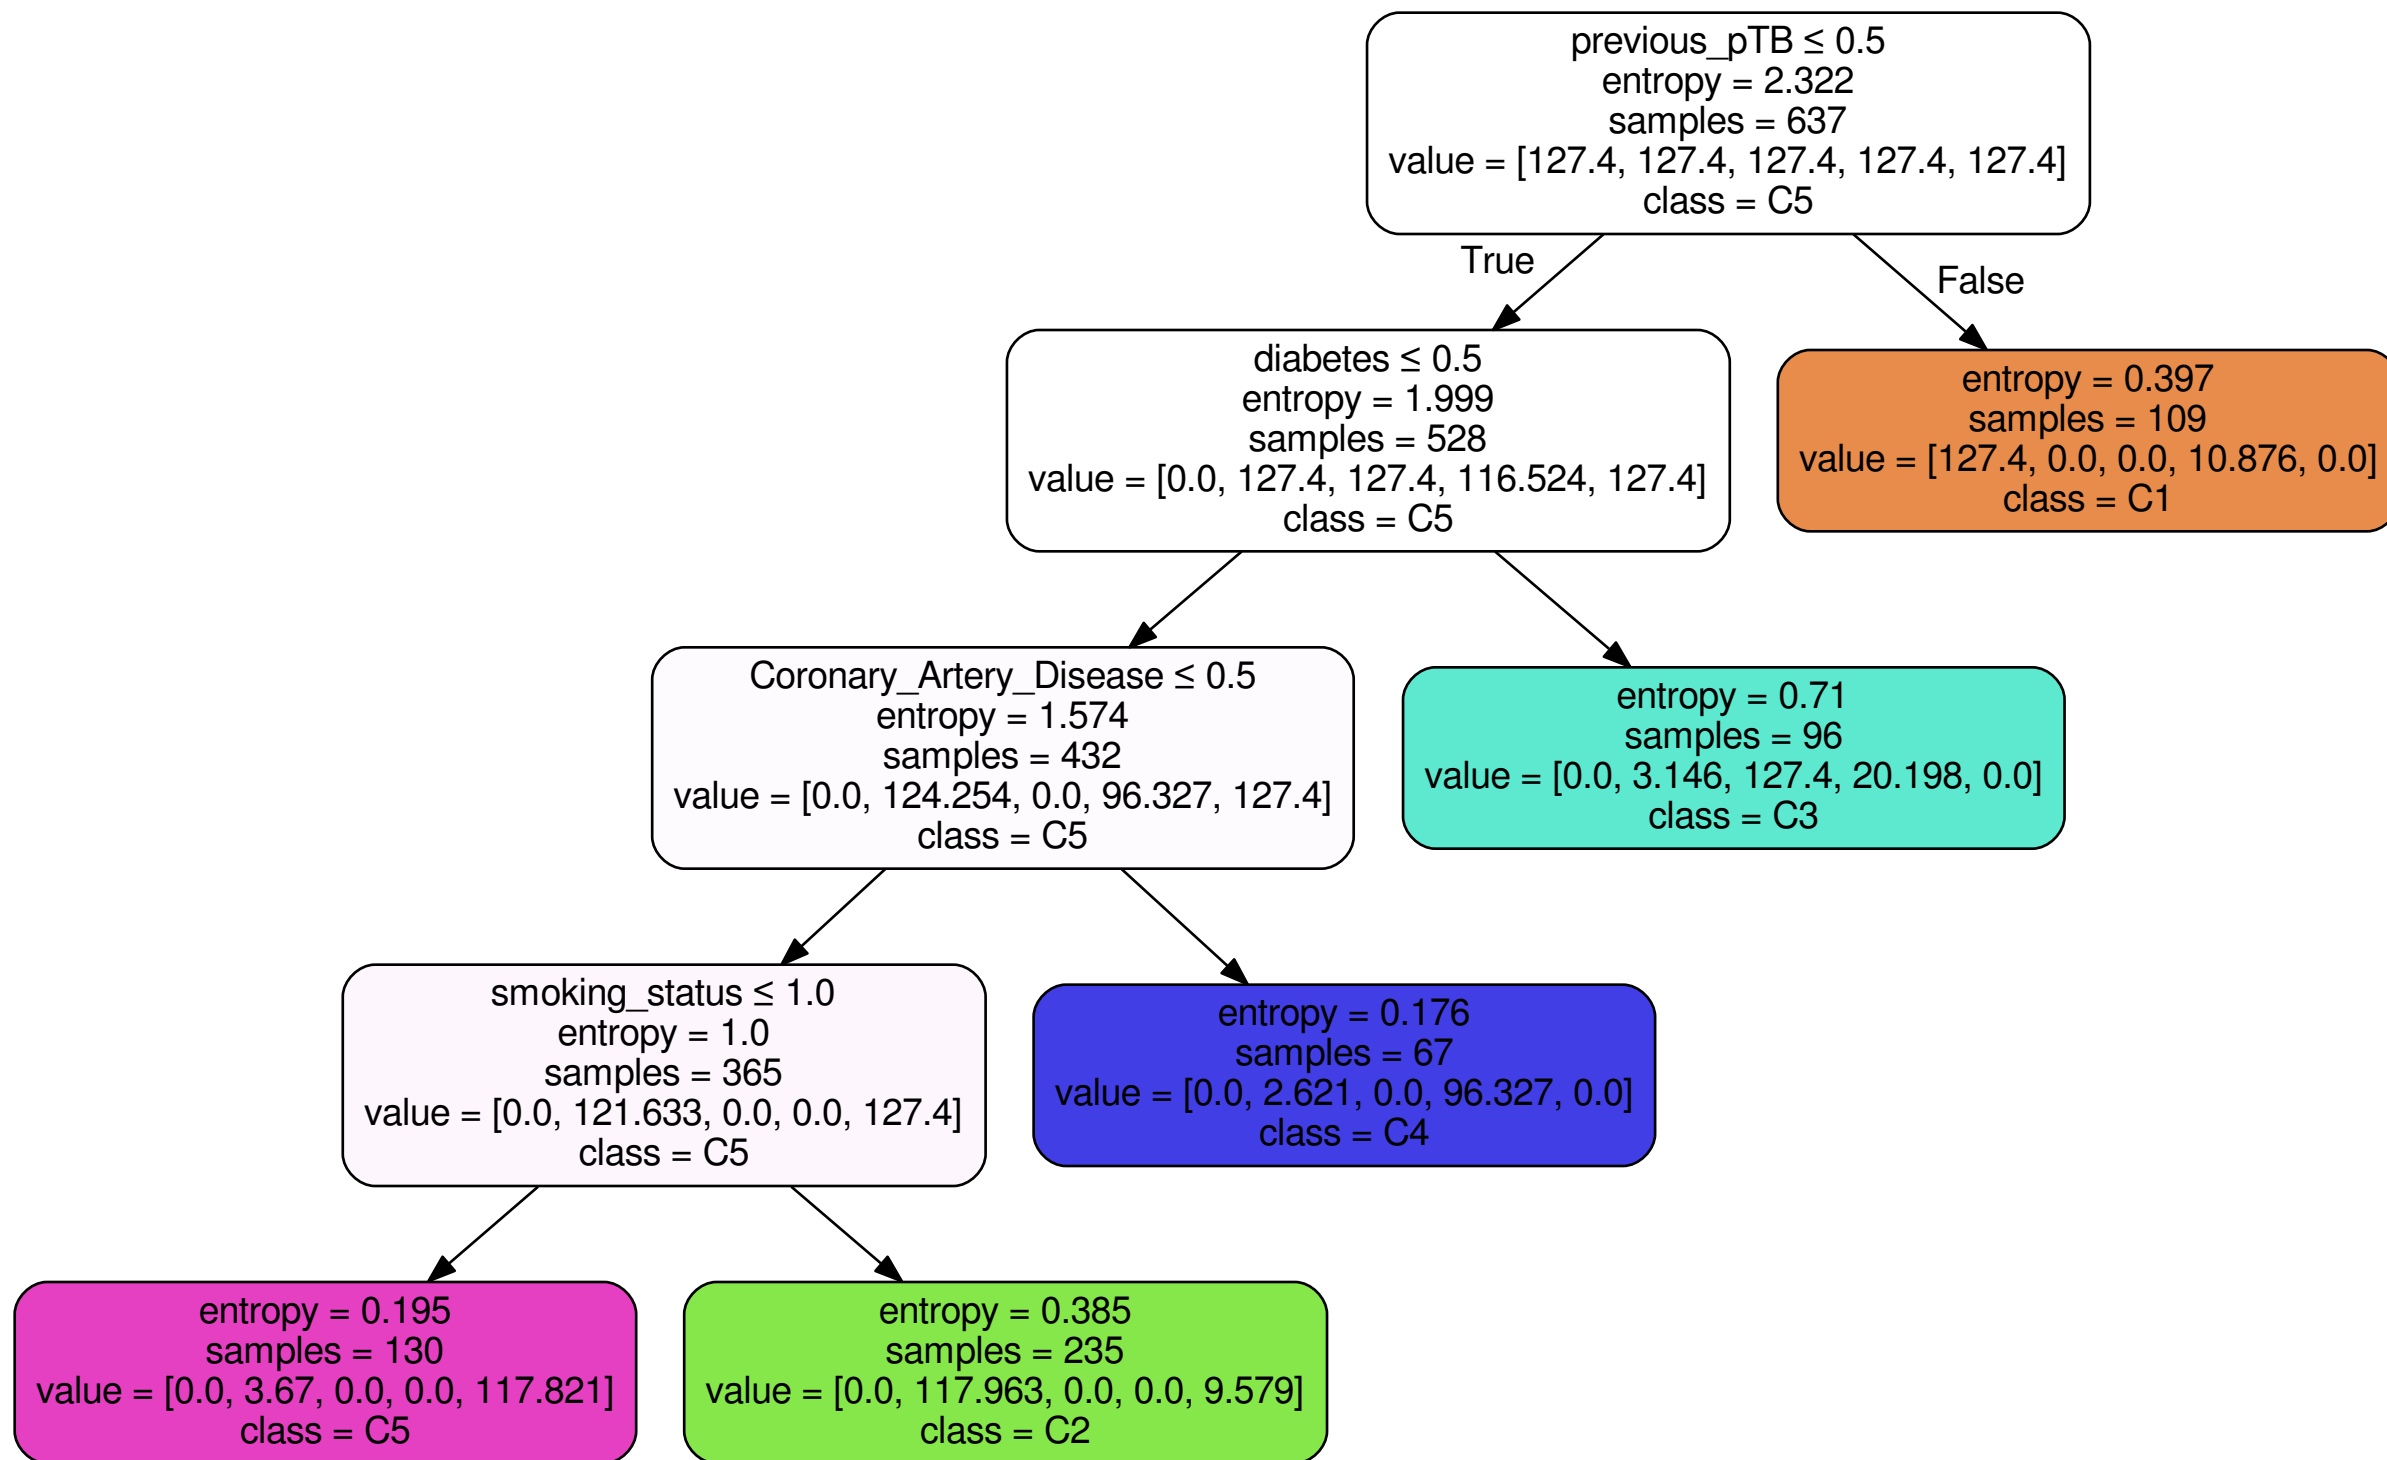 previous_pTB ≤ 0.5
entropy = 2.322
samples = 637
value = [127.4, 127.4, 127.4, 127.4, 127.4]
class = C5
True
False
diabetes ≤ 0.5
entropy = 1.999
samples = 528
value = [0.0, 127.4, 127.4, 116.524, 127.4]
class = C5
entropy = 0.397
samples = 109
value = [127.4, 0.0, 0.0, 10.876, 0.0]
class = C1
Coronary_Artery_Disease ≤ 0.5
entropy = 1.574
samples = 432
value = [0.0, 124.254, 0.0, 96.327, 127.4]
class = C5
entropy = 0.71
samples = 96
value = [0.0, 3.146, 127.4, 20.198, 0.0]
class = C3
smoking_status ≤ 1.0
entropy = 1.0
samples = 365
value = [0.0, 121.633, 0.0, 0.0, 127.4]
class = C5
entropy = 0.176
samples = 67
value = [0.0, 2.621, 0.0, 96.327, 0.0]
class = C4
entropy = 0.195
samples = 130
value = [0.0, 3.67, 0.0, 0.0, 117.821]
class = C5
entropy = 0.385
samples = 235
value = [0.0, 117.963, 0.0, 0.0, 9.579]
class = C2